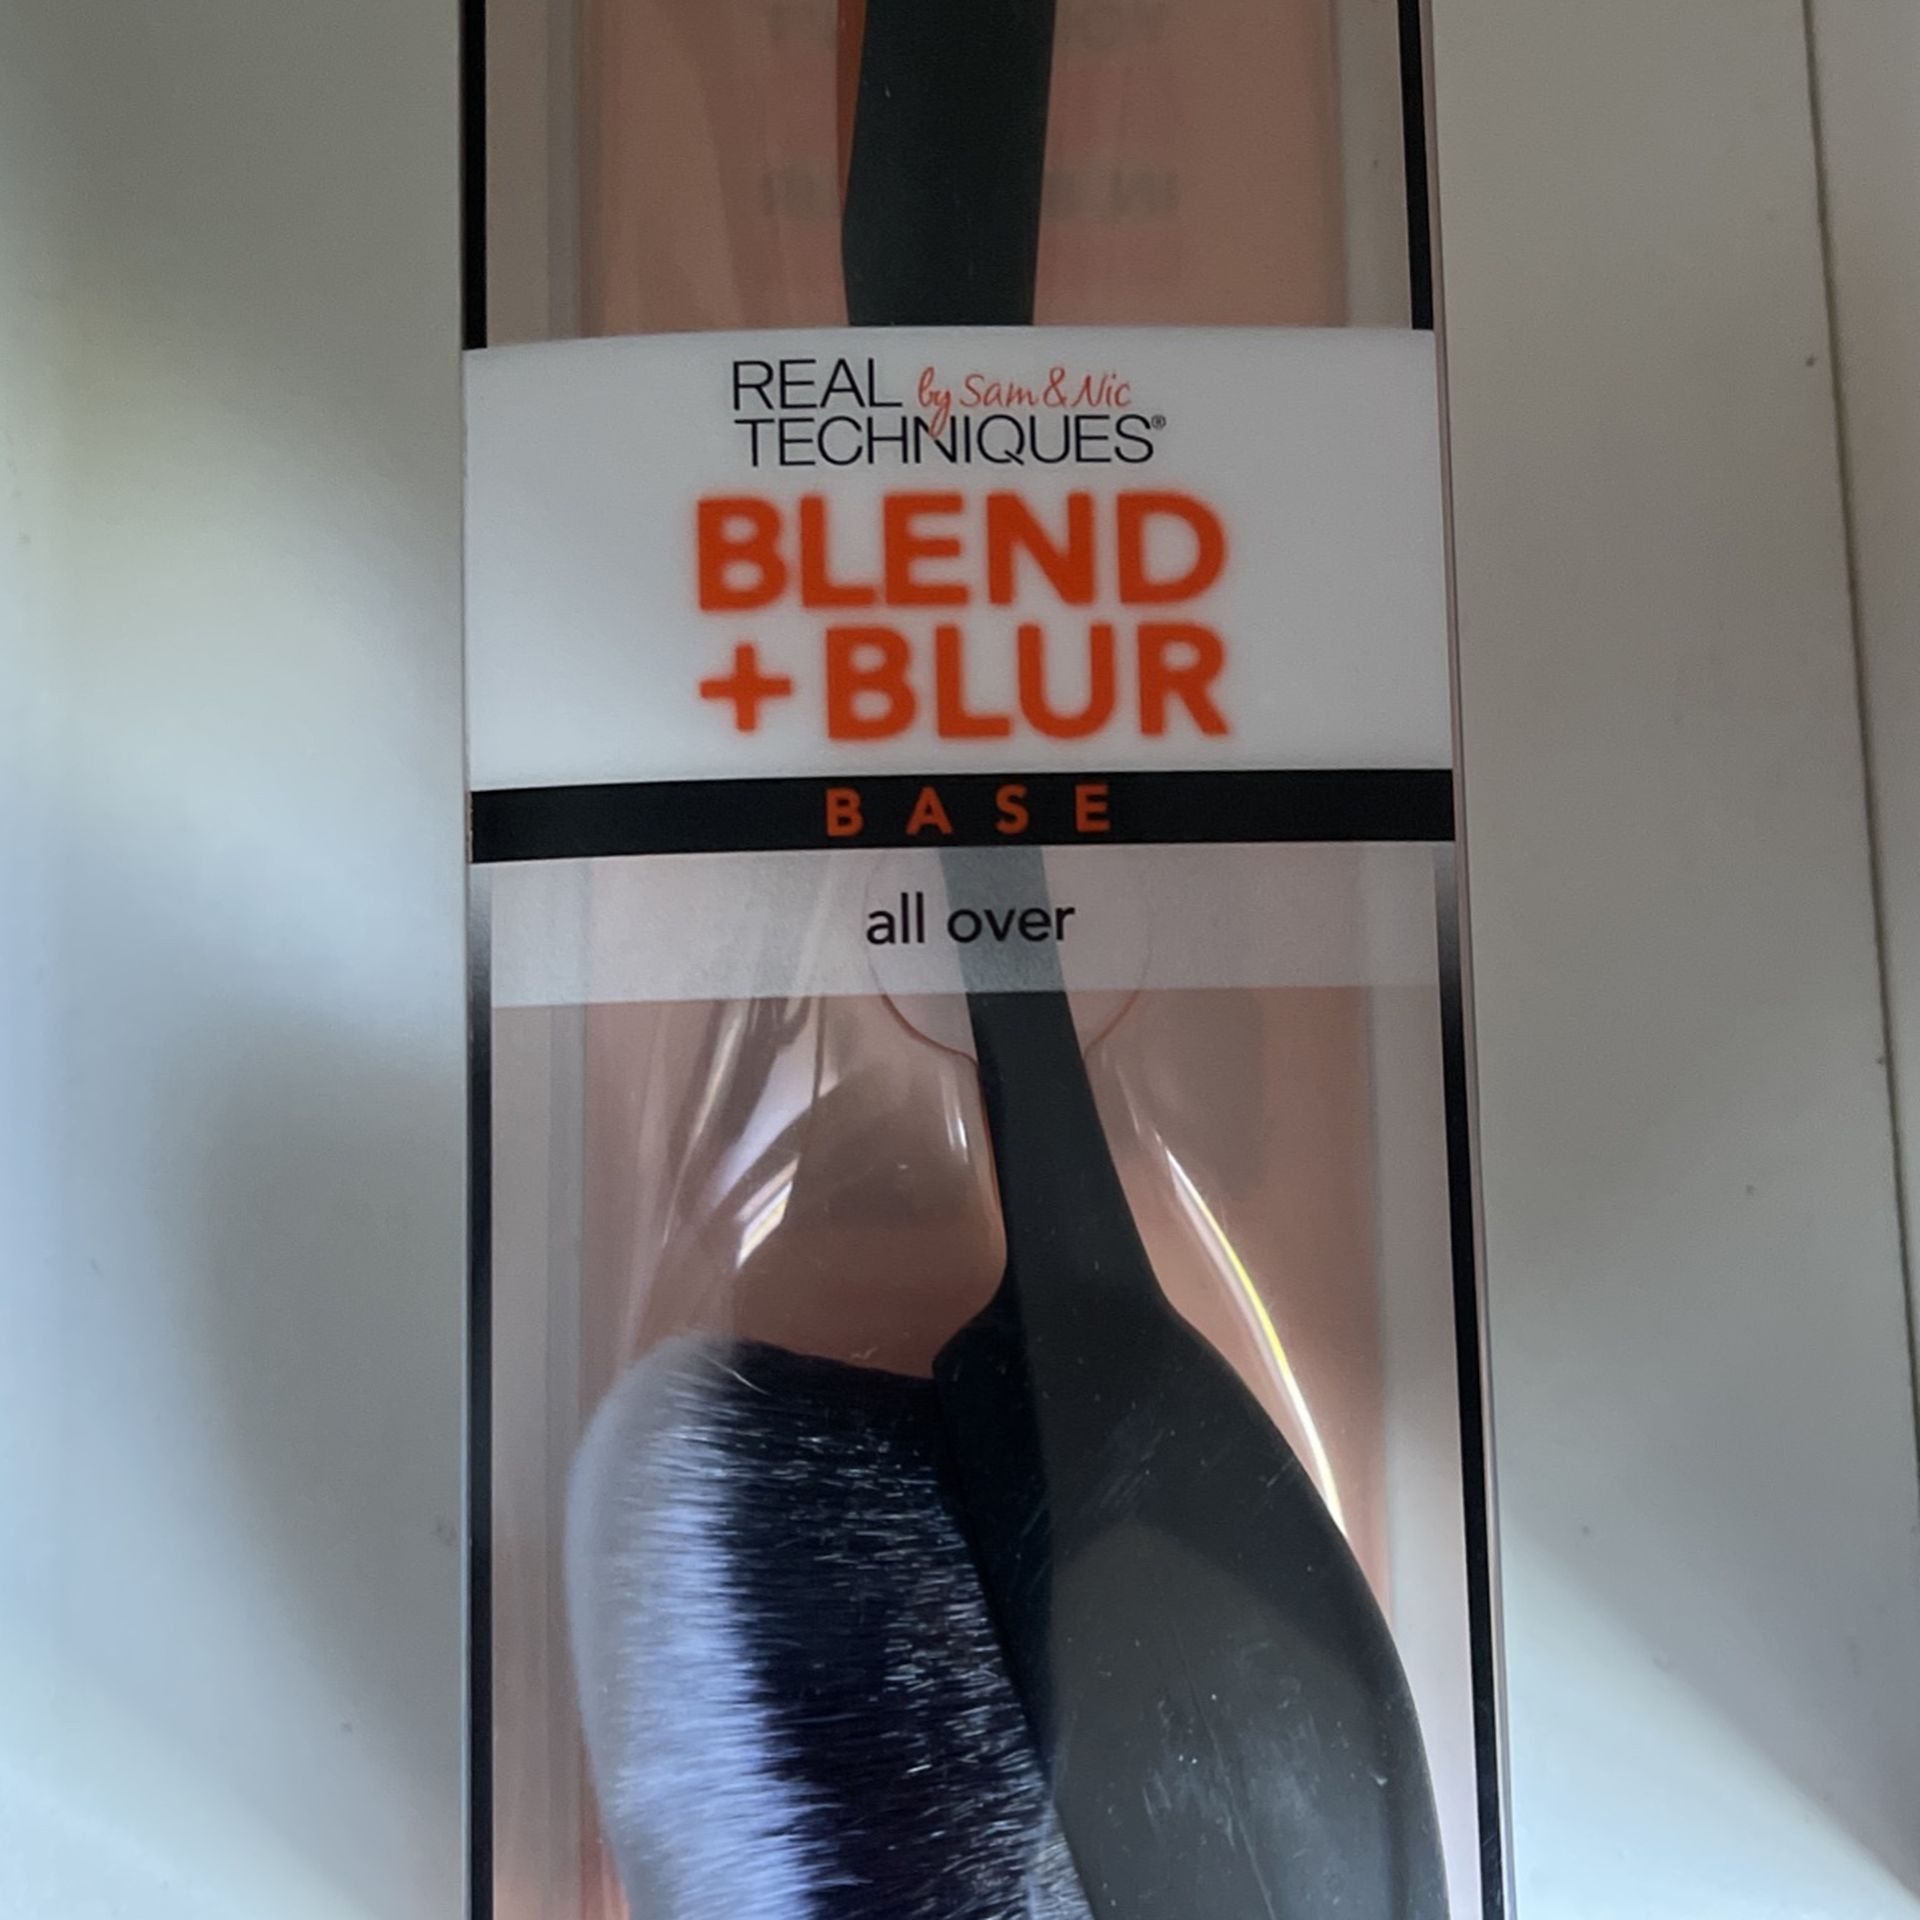 REAL by Sam & Nic
TECHNIQUES®
BLEND
+ BLUR
BASE
all over